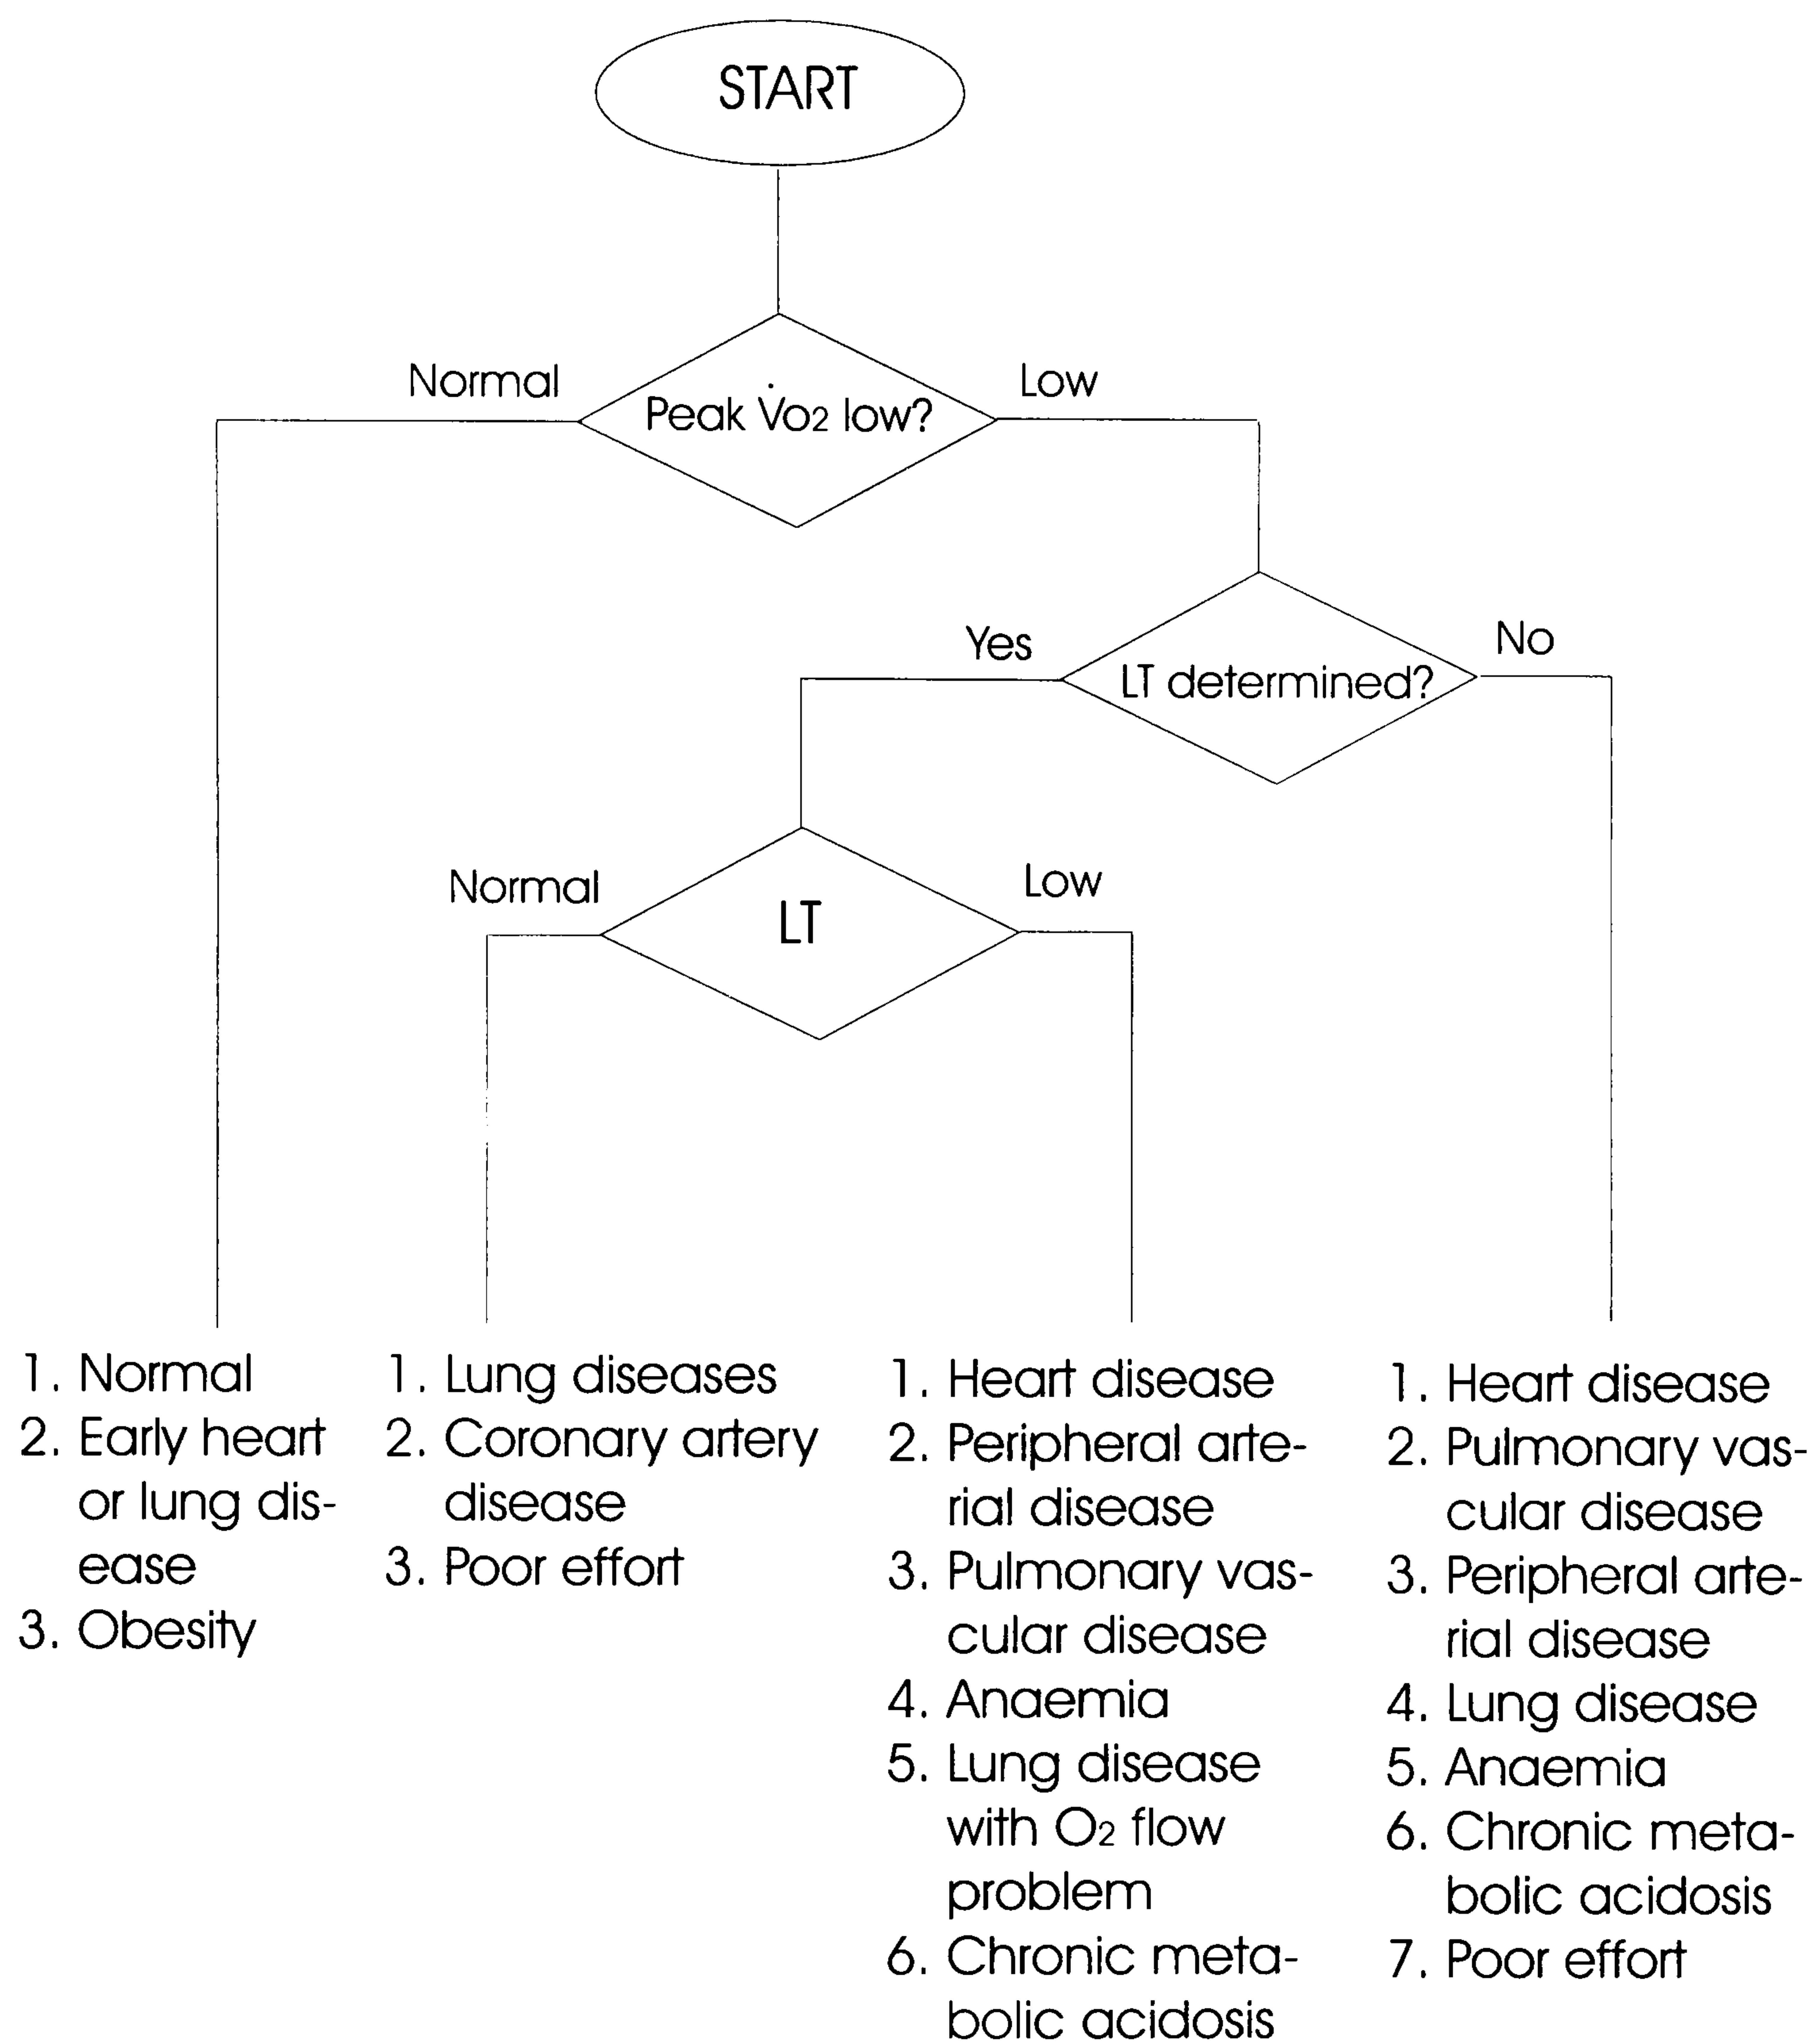 START
Normal
Peak V̇o2 low?
Low
Yes
LT determined?
No
Normal
LT
Low
1. Normal
2. Early heart
or lung dis-
ease
3. Obesity
1. Lung diseases
2. Coronary artery
disease
3. Poor effort
1. Heart disease
2. Peripheral arte-
rial disease
3. Pulmonary vas-
cular disease
4. Anaemia
5. Lung disease
with O2 flow
problem
6. Chronic meta-
bolic acidosis
1. Heart disease
2. Pulmonary vas-
cular disease
3. Peripheral arte-
rial disease
4. Lung disease
5. Anaemia
6. Chronic meta-
bolic acidosis
7. Poor effort